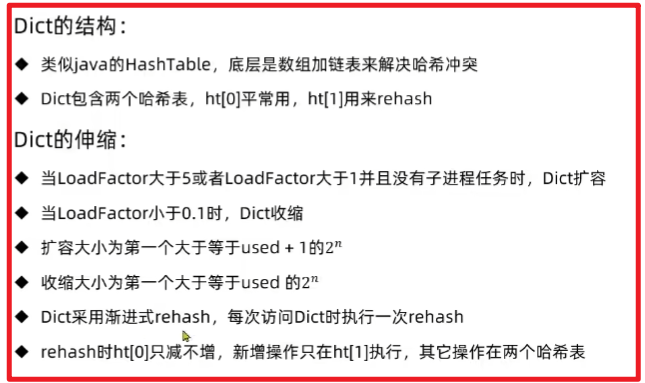 Dict的结构：
◆ 类似java的HashTable，底层是数组加链表来解决哈希冲突
◆ Dict包含两个哈希表，ht[0]平常用，ht[1]用来rehash
Dict的伸缩：
◆ 当LoadFactor大于5或者LoadFactor大于1并且没有子进程任务时，Dict扩容
◆ 当LoadFactor小于0.1时，Dict收缩
◆ 扩容大小为第一个大于等于used + 1的2ⁿ
◆ 收缩大小为第一个大于等于used 的2ⁿ
◆ Dict采用渐进式rehash，每次访问Dict时执行一次rehash
◆ rehash时ht[0]只减不增，新增操作只在ht[1]执行，其它操作在两个哈希表